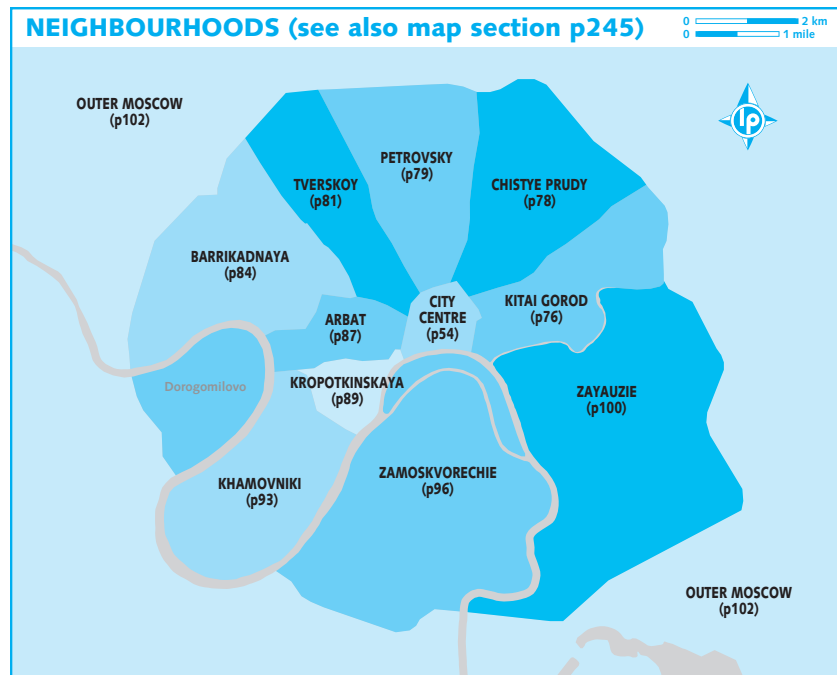 NEIGHBOURHOODS (see also map section p245)
0 2 km
0 1 mile
OUTER MOSCOW
(p102)
lp
PETROVSKY
(p79)
TVERSKOY
(p81)
CHISTYE PRUDY
(p78)
BARRIKADNAYA
(p84)
CITY
CENTRE
(p54)
KITAI GOROD
(p76)
ARBAT
(p87)
KROPOTKINSKAYA
(p89)
Dorogomilovo
ZAYAUZIE
(p100)
KHAMOVNIKI
(p93)
ZAMOSKVORECHIE
(p96)
OUTER MOSCOW
(p102)